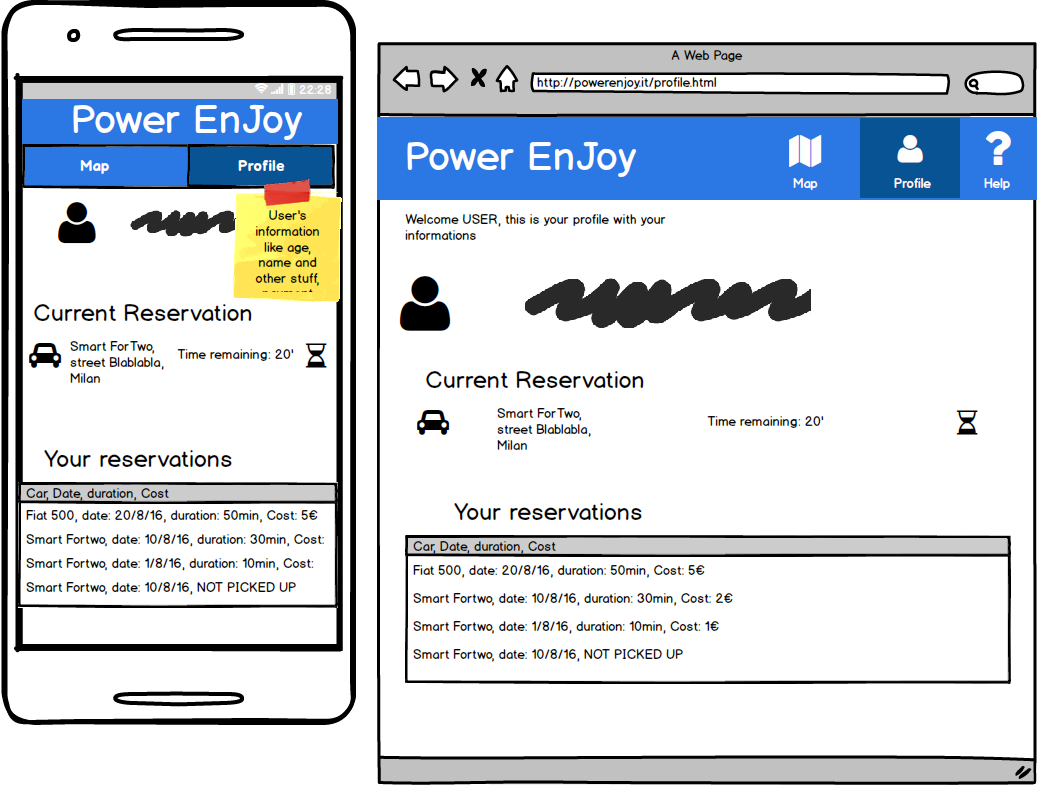 22:28
Power EnJoy
Map
Profile
User's
information
like age,
name and
other stuff,
Current Reservation
Smart ForTwo,
street Blablabla,
Milan
Time remaining: 20'
Your reservations
Car, Date, duration, Cost
Fiat 500, date: 20/8/16, duration: 50min, Cost: 5€
Smart Fortwo, date: 10/8/16, duration: 30min, Cost:
Smart Fortwo, date: 1/8/16, duration: 10min, Cost:
Smart Fortwo, date: 10/8/16, NOT PICKED UP
A Web Page
http://powerenjoy.it/profile.html
Power EnJoy
Map
Profile
Help
Welcome USER, this is your profile with your
informations
Current Reservation
Smart ForTwo,
street Blablabla,
Milan
Time remaining: 20'
Your reservations
Car, Date, duration, Cost
Fiat 500, date: 20/8/16, duration: 50min, Cost: 5€
Smart Fortwo, date: 10/8/16, duration: 30min, Cost: 2€
Smart Fortwo, date: 1/8/16, duration: 10min, Cost: 1€
Smart Fortwo, date: 10/8/16, NOT PICKED UP